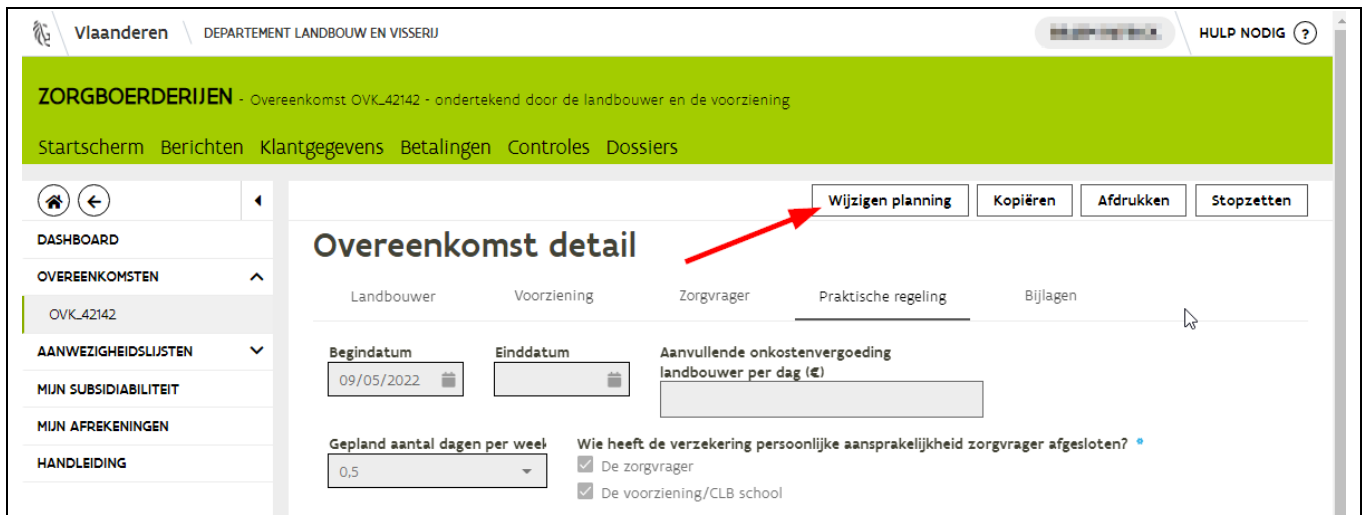 Vlaanderen DEPARTEMENT LANDBOUW EN VISSERIJ HULP NODIG ?
ZORGBOERDERIJEN - Overeenkomst OVK_42142 - ondertekend door de landbouwer en de voorziening
Startscherm Berichten Klantgegevens Betalingen Controles Dossiers
Wijzigen planning Kopiëren Afdrukken Stopzetten
DASHBOARD
OVEREENKOMSTEN
OVK_42142
AANWEZIGHEIDSLIJSTEN
MIJN SUBSIDIABILITEIT
MIJN AFREKENINGEN
HANDLEIDING
Overeenkomst detail
Landbouwer Voorziening Zorgvrager Praktische regeling Bijlagen
Begindatum Einddatum Aanvullende onkostenvergoeding
landbouwer per dag (€)
09/05/2022
Gepland aantal dagen per week Wie heeft de verzekering persoonlijke aansprakelijkheid zorgvrager afgesloten? *
0,5 De zorgvrager
De voorziening/CLB school